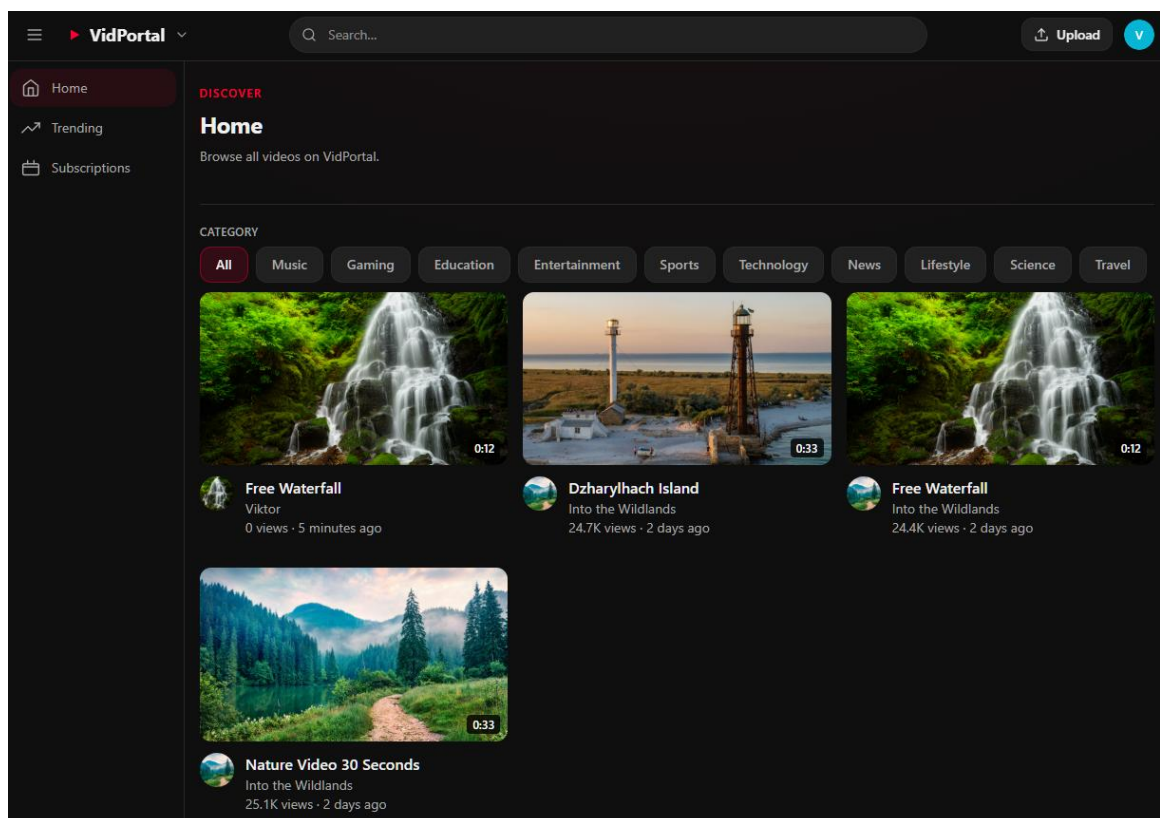 VidPortal
Search...
Upload
V
Home
Trending
Subscriptions
DISCOVER
Home
Browse all videos on VidPortal.
CATEGORY
All
Music
Gaming
Education
Entertainment
Sports
Technology
News
Lifestyle
Science
Travel
0:12
0:33
0:12
Free Waterfall
Viktor
0 views · 5 minutes ago
Dzharylhach Island
Into the Wildlands
24.7K views · 2 days ago
Free Waterfall
Into the Wildlands
24.4K views · 2 days ago
0:33
Nature Video 30 Seconds
Into the Wildlands
25.1K views · 2 days ago